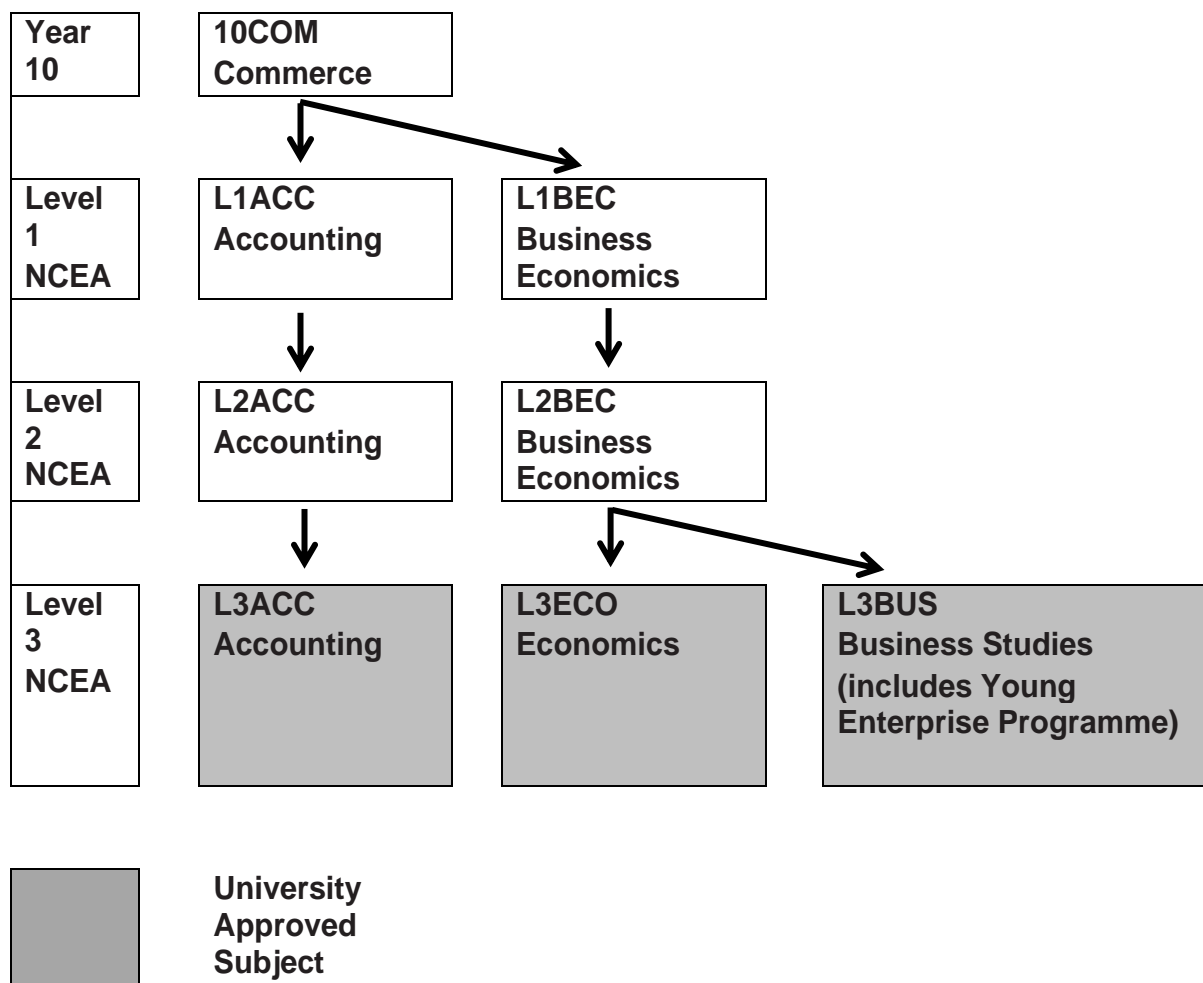 Year
10
10COM
Commerce
Level
1
NCEA
L1ACC
Accounting
L1BEC
Business
Economics
Level
2
NCEA
L2ACC
Accounting
L2BEC
Business
Economics
Level
3
NCEA
L3ACC
Accounting
L3ECO
Economics
L3BUS
Business Studies
(includes Young
Enterprise Programme)
University
Approved
Subject